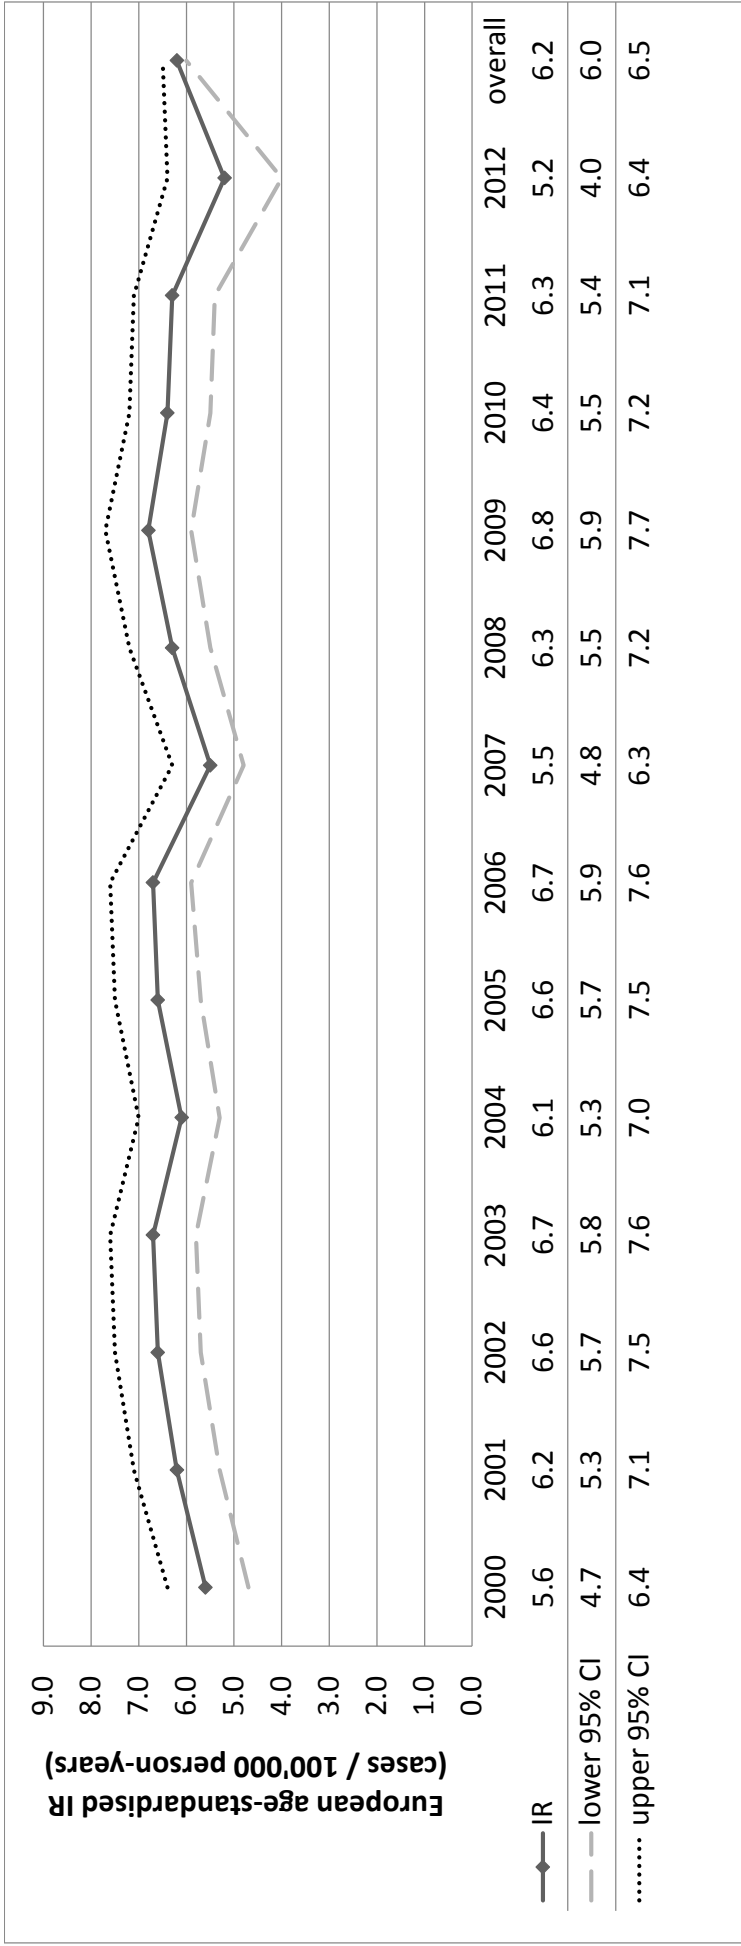 European age-standardised IR
(cases / 100'000 person-years)
9.0
8.0
7.0
6.0
5.0
4.0
3.0
2.0
1.0
0.0
2000 2001 2002 2003 2004 2005 2006 2007 2008 2009 2010 2011 2012 overall
IR 5.6 6.2 6.6 6.7 6.1 6.6 6.7 5.5 6.3 6.8 6.4 6.3 5.2 6.2
lower 95% CI 4.7 5.3 5.7 5.8 5.3 5.7 5.9 4.8 5.5 5.9 5.5 5.4 4.0 6.0
upper 95% CI 6.4 7.1 7.5 7.6 7.0 7.5 7.6 6.3 7.2 7.7 7.2 7.1 6.4 6.5